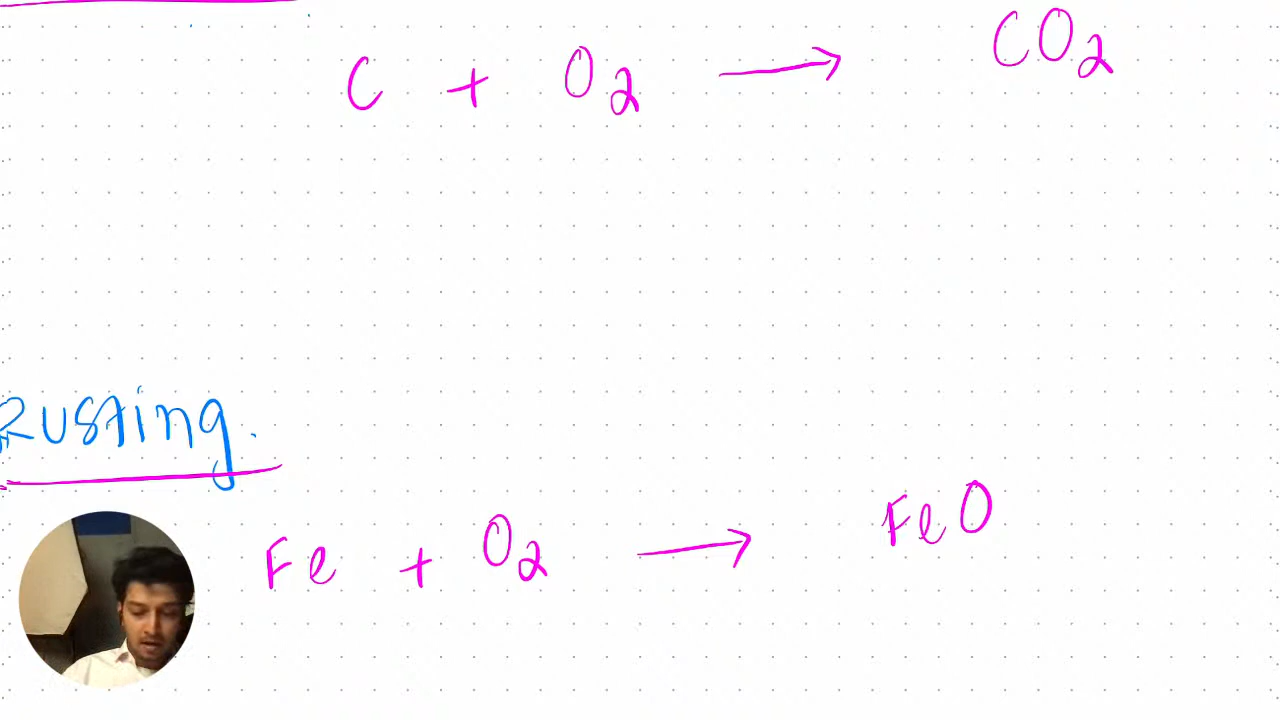 C + O₂ → CO₂
Rusting.
Fe + O₂ → FeO